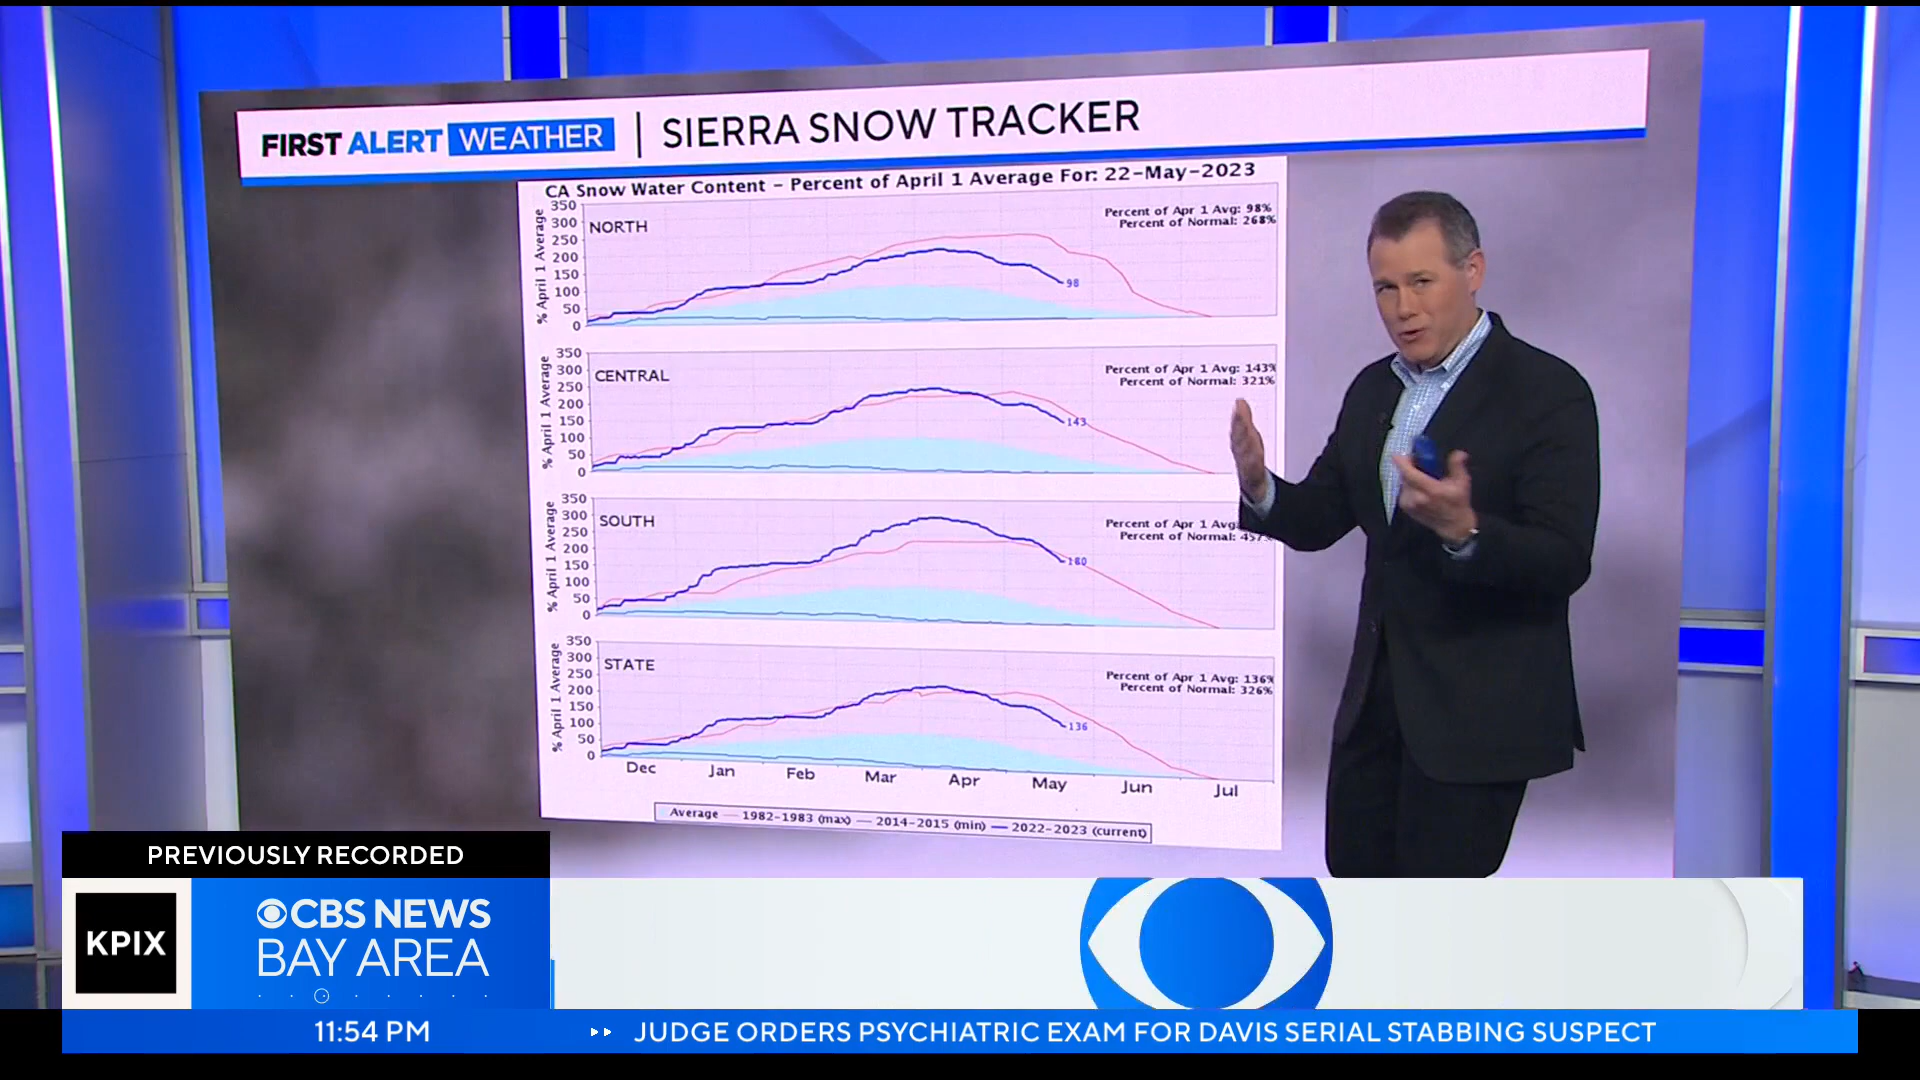 FIRST ALERT WEATHER | SIERRA SNOW TRACKER
CA Snow Water Content - Percent of April 1 Average For: 22-May-2023
% April 1 Average
350
300
250
200
150
100
50
0
NORTH
Percent of Apr 1 Avg: 98%
Percent of Normal: 268%
98
% April 1 Average
350
300
250
200
150
100
50
0
CENTRAL
Percent of Apr 1 Avg: 143%
Percent of Normal: 321%
143
% April 1 Average
350
300
250
200
150
100
50
0
SOUTH
Percent of Apr 1 Avg
Percent of Normal: 457%
180
% April 1 Average
350
300
250
200
150
100
50
0
STATE
Percent of Apr 1 Avg: 136%
Percent of Normal: 326%
136
Dec Jan Feb Mar Apr May Jun Jul
Average 1982-1983 (max) 2014-2015 (min) 2022-2023 (current)
PREVIOUSLY RECORDED
KPIX
CBS NEWS
BAY AREA
11:54 PM
JUDGE ORDERS PSYCHIATRIC EXAM FOR DAVIS SERIAL STABBING SUSPECT